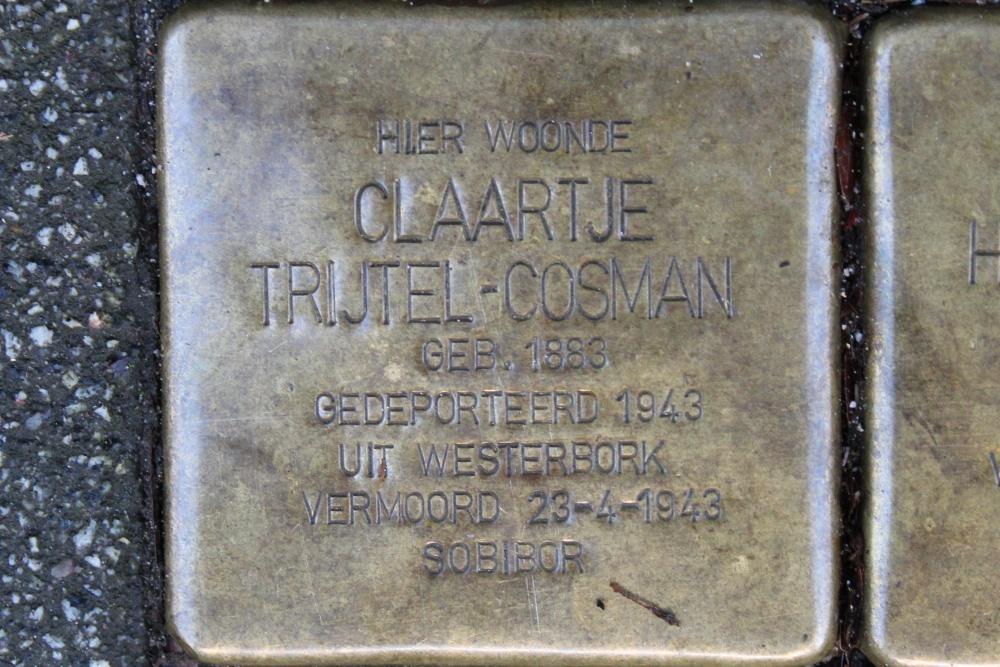 HIER WOONDE
CLAARTJE
TRIJTEL-COSMAN
GEB. 1883
GEDEPORTEERD 1943
UIT WESTERBORK
VERMOORD 23-4-1943
SOBIBOR
H